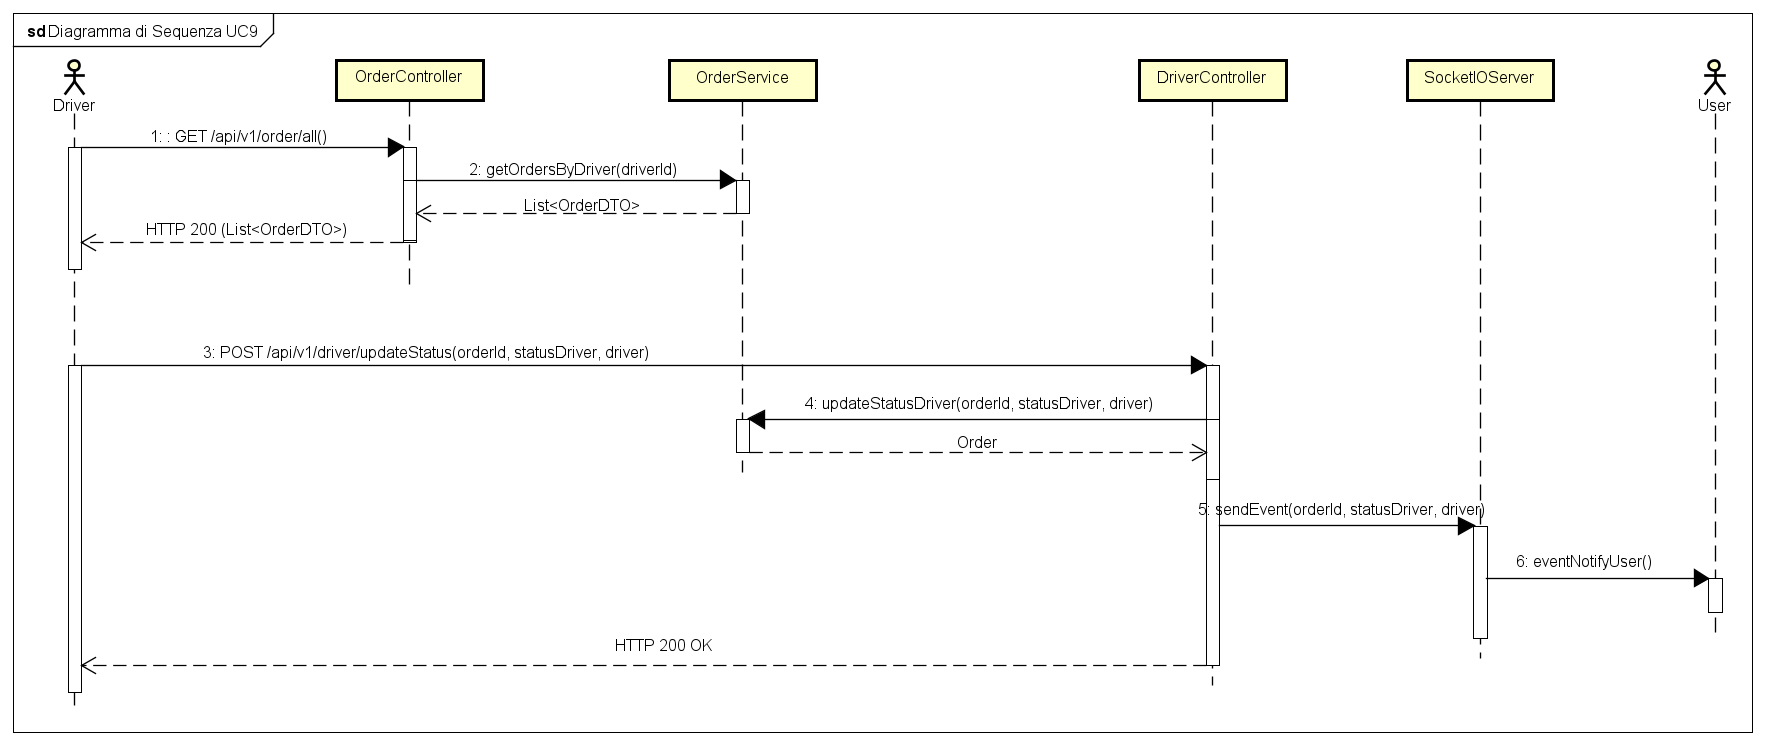 sd Diagramma di Sequenza UC9
Driver
OrderController
OrderService
DriverController
SocketIOServer
User
1: : GET /api/v1/order/all()
2: getOrdersByDriver(driverId)
List<OrderDTO>
HTTP 200 (List<OrderDTO>)
3: POST /api/v1/driver/updateStatus(orderId, statusDriver, driver)
4: updateStatusDriver(orderId, statusDriver, driver)
Order
5: sendEvent(orderId, statusDriver, driver)
6: eventNotifyUser()
HTTP 200 OK